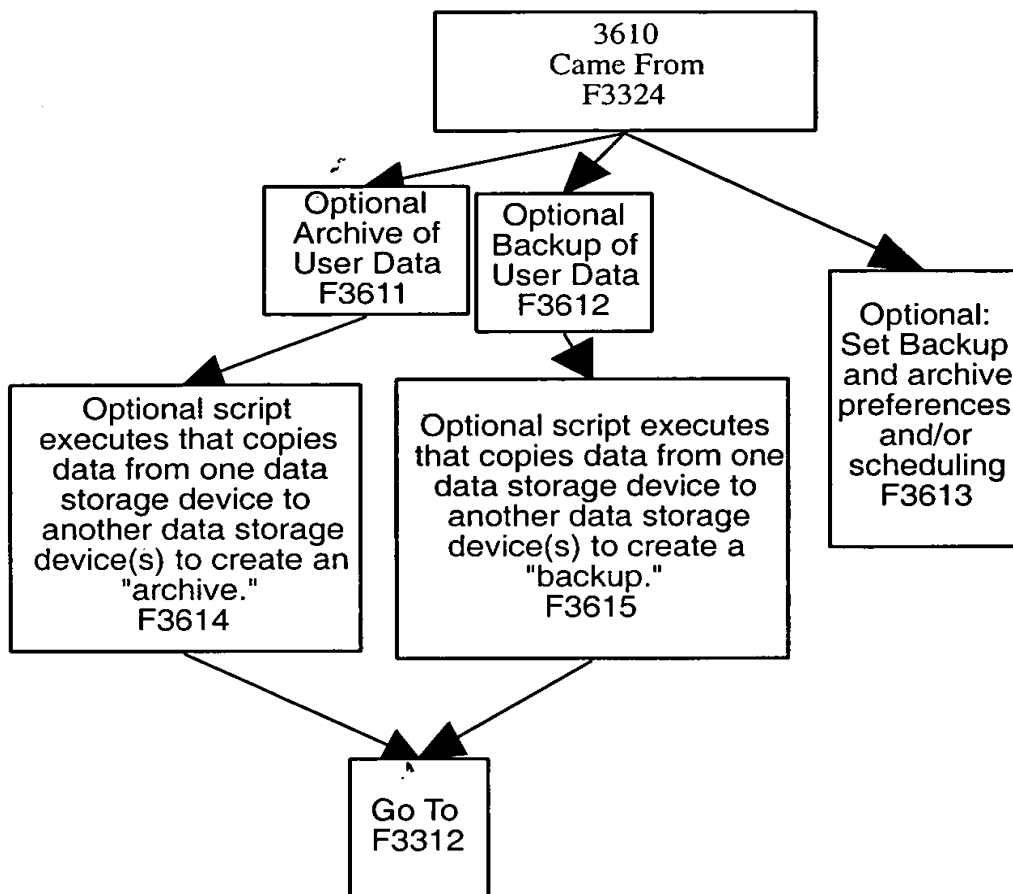 3610
Came From
F3324
Optional
Archive of
User Data
F3611
Optional
Backup of
User Data
F3612
Optional:
Set Backup
and archive
preferences
and/or
scheduling
F3613
Optional script
executes that copies
data from one data
storage device to
another data storage
device(s) to create an
"archive."
F3614
Optional script executes
that copies data from one
data storage device to
another data storage
device(s) to create a
"backup."
F3615
Go To
F3312